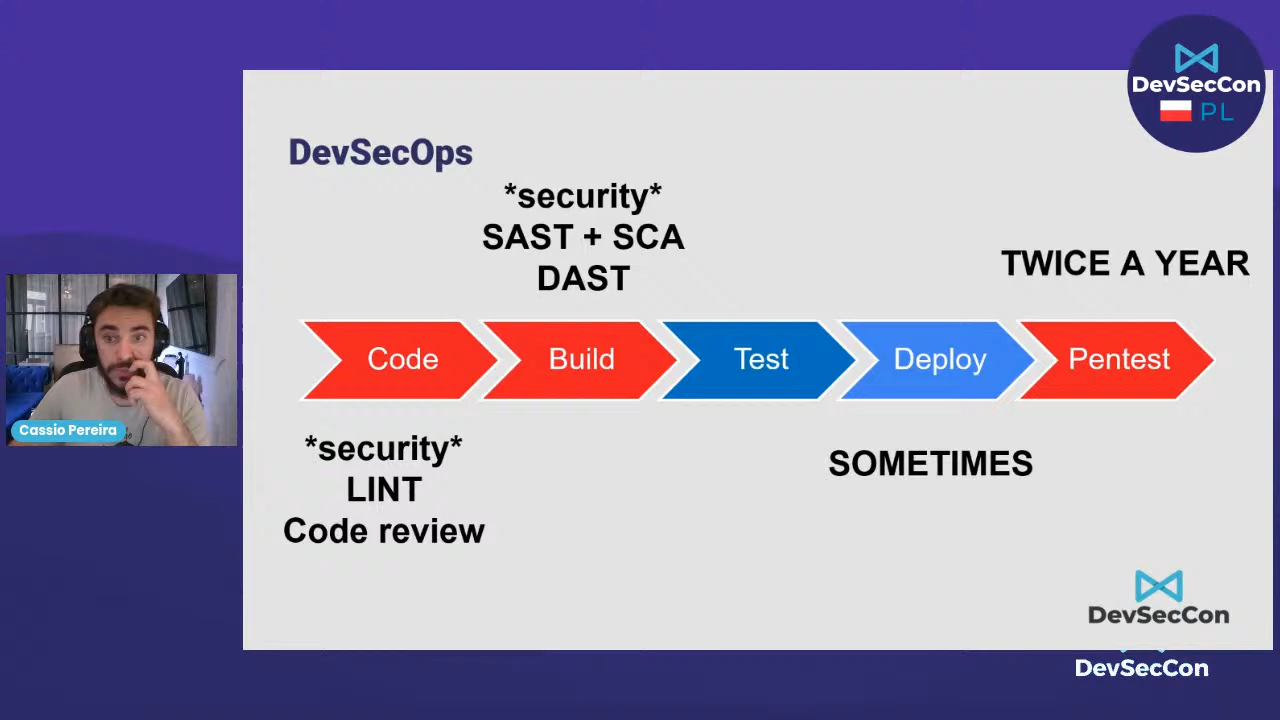 DevSecCon
PL
DevSecOps
*security*
SAST + SCA
DAST
TWICE A YEAR
Code
Build
Test
Deploy
Pentest
Cassio Pereira
*security*
LINT
Code review
SOMETIMES
DevSecCon
DevSecCon